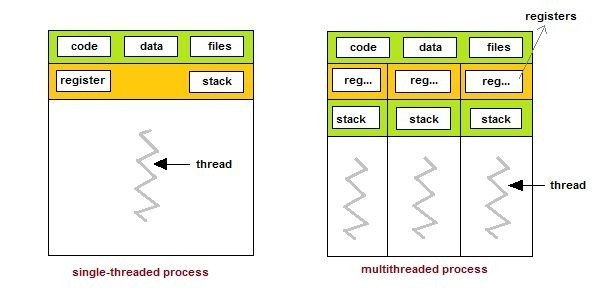 registers
code data files
register stack
thread
single-threaded process
code data files
reg... reg... reg...
stack stack stack
thread
multithreaded process